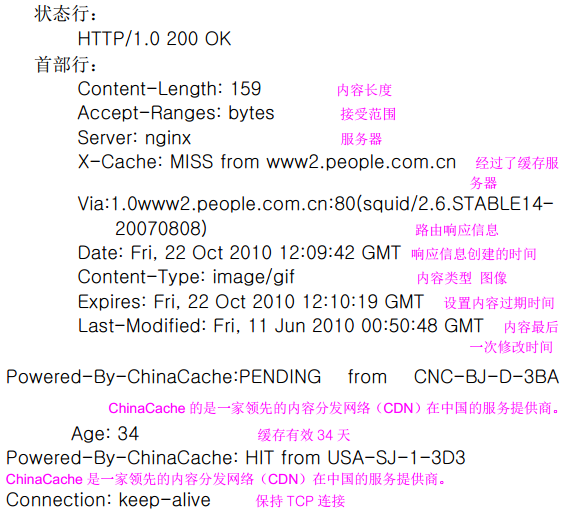 状态行：
HTTP/1.0 200 OK
首部行：
Content-Length: 159 内容长度
Accept-Ranges: bytes 接受范围
Server: nginx 服务器
X-Cache: MISS from www2.people.com.cn 经过了缓存服
务器
Via:1.0www2.people.com.cn:80(squid/2.6.STABLE14-
20070808) 路由响应信息
Date: Fri, 22 Oct 2010 12:09:42 GMT 响应信息创建的时间
Content-Type: image/gif 内容类型 图像
Expires: Fri, 22 Oct 2010 12:10:19 GMT 设置内容过期时间
Last-Modified: Fri, 11 Jun 2010 00:50:48 GMT 内容最后
一次修改时间
Powered-By-ChinaCache:PENDING from CNC-BJ-D-3BA
ChinaCache 的是一家领先的内容分发网络（CDN）在中国的服务提供商。
Age: 34 缓存有效 34 天
Powered-By-ChinaCache: HIT from USA-SJ-1-3D3
ChinaCache 是一家领先的内容分发网络（CDN）在中国的服务提供商。
Connection: keep-alive 保持 TCP 连接